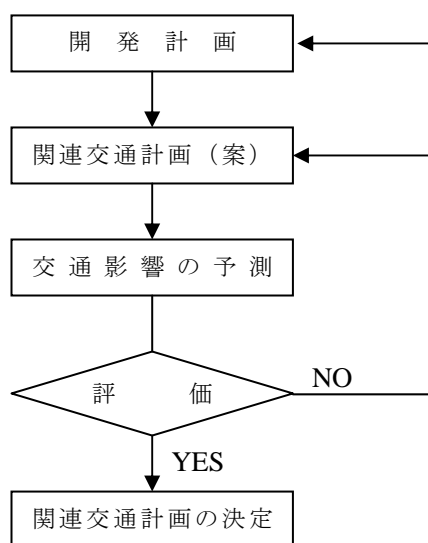 開発計画
関連交通計画（案）
交通影響の予測
評価
NO
YES
関連交通計画の決定